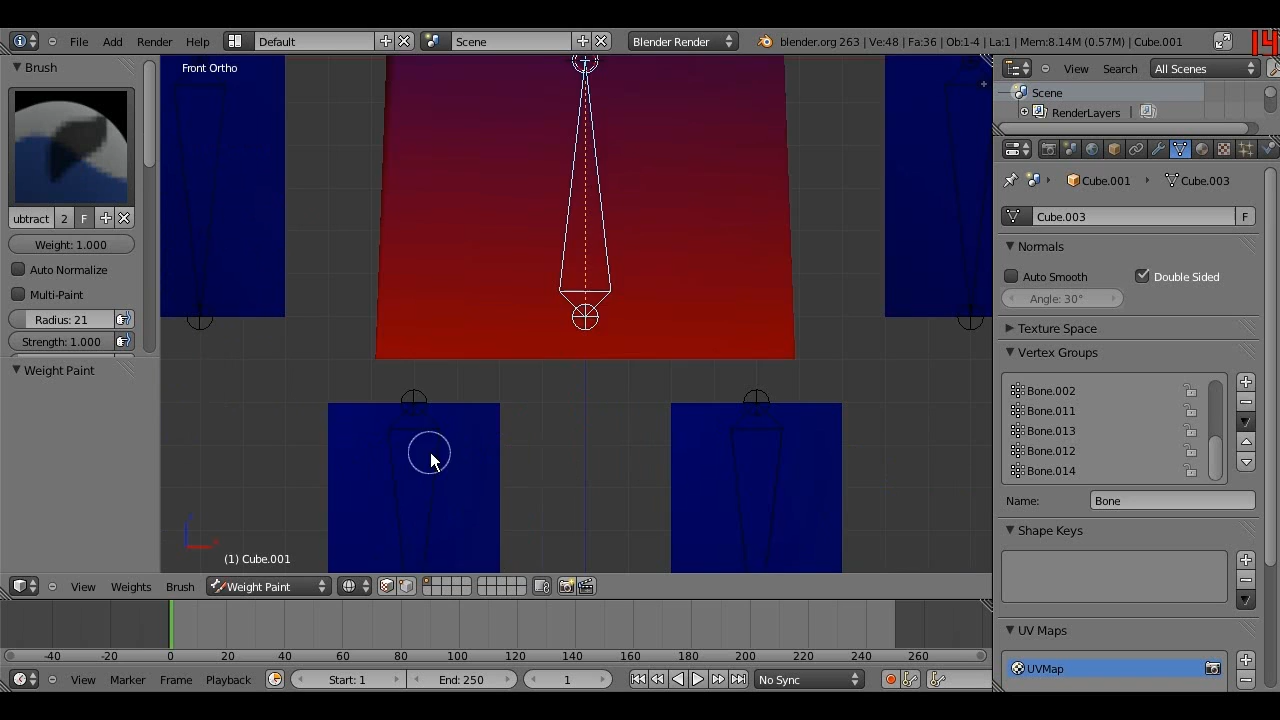 File Add Render Help Default Scene Blender Render blender.org 263 | Ve:48 | Fa:36 | Ob:1-4 | La:1 | Mem:8.14M (0.57M) | Cube.001
14
Brush
Front Ortho
View Search All Scenes
Scene
RenderLayers
Cube.001 Cube.003
ubtract 2 F
Cube.003 F
Weight: 1.000
Normals
Auto Normalize
Auto Smooth Double Sided
Multi-Paint
Angle: 30°
Radius: 21
Texture Space
Strength: 1.000
Vertex Groups
Weight Paint
Bone.002
Bone.011
Bone.013
Bone.012
Bone.014
Name: Bone
Shape Keys
(1) Cube.001
View Weights Brush Weight Paint
UV Maps
-40 -20 0 20 40 60 80 100 120 140 160 180 200 220 240 260
UVMap
View Marker Frame Playback Start: 1 End: 250 1 No Sync